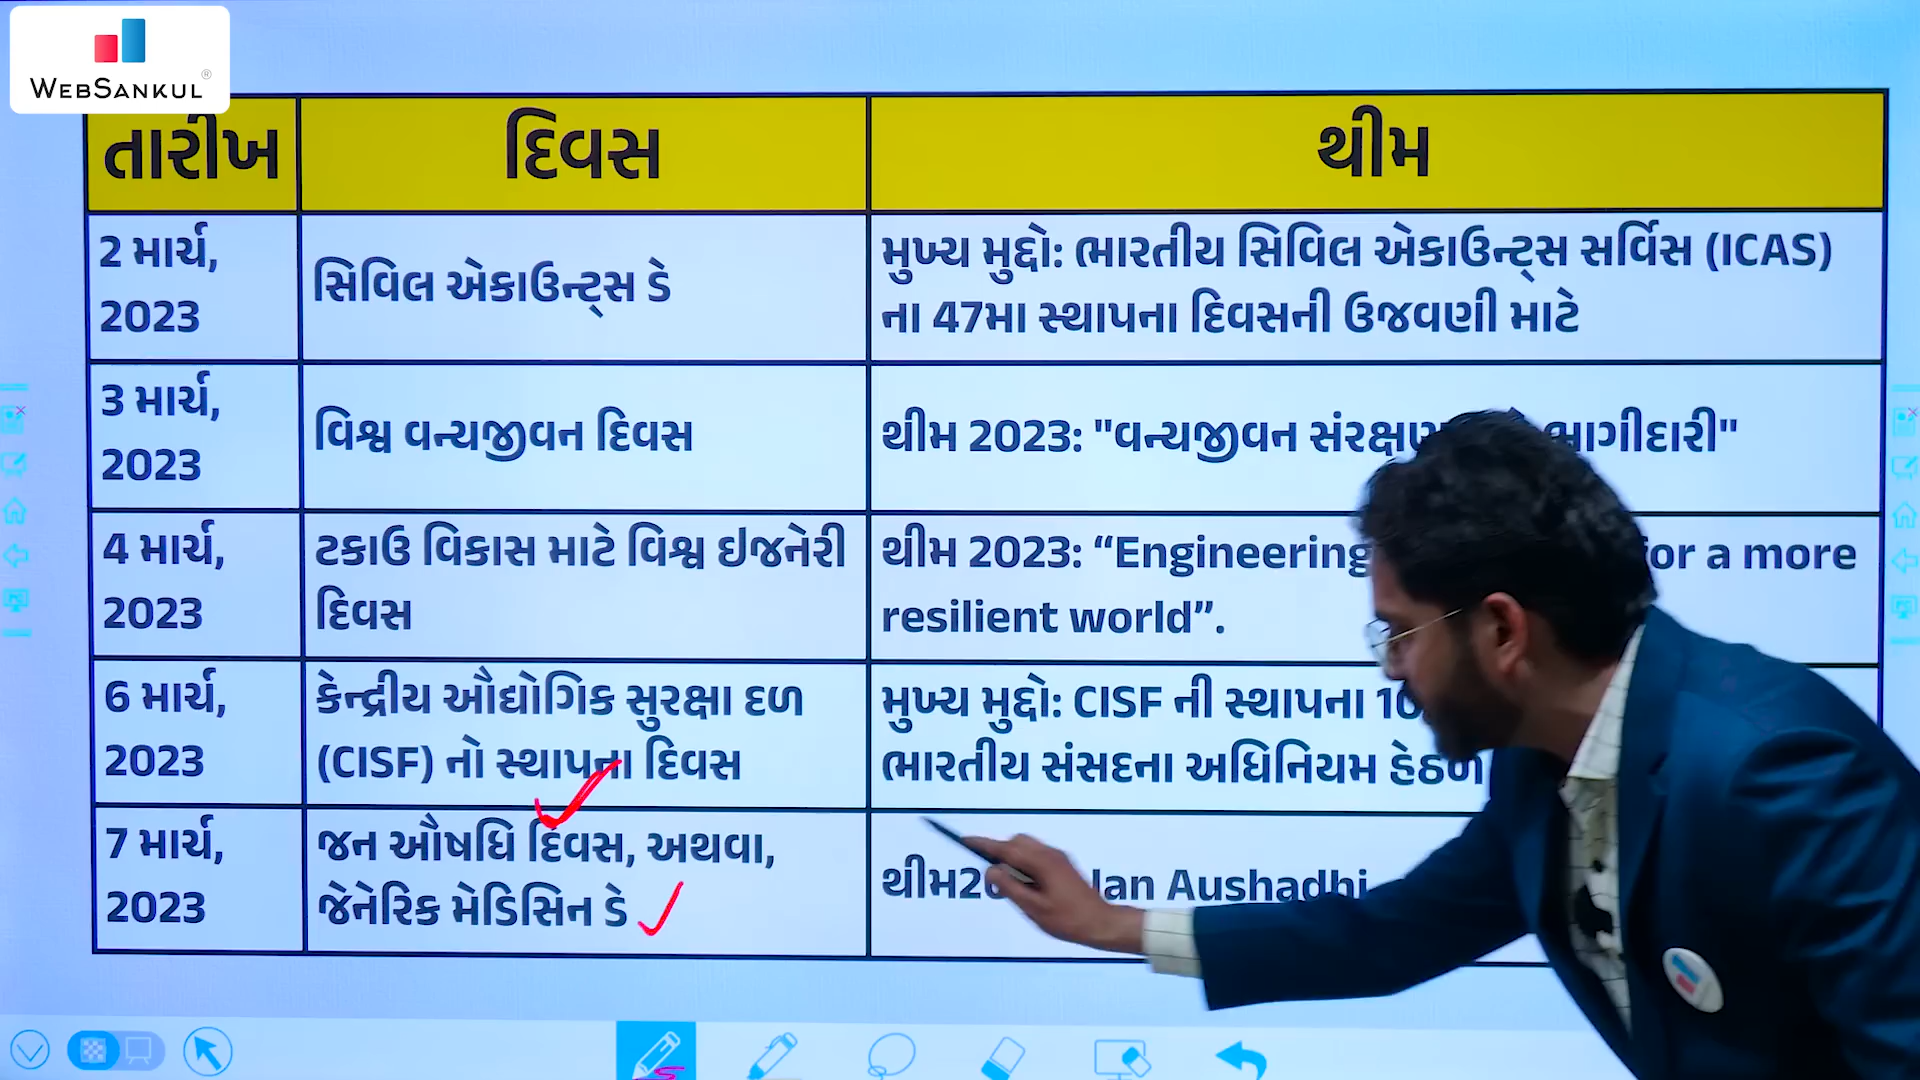 WEBSANKUL
તારીખ
દિવસ
થીમ
2 માર્ચ,
2023
સિવિલ એકાઉન્ટ્સ ડે
મુખ્ય મુદ્દો: ભારતીય સિવિલ એકાઉન્ટ્સ સર્વિસ (ICAS)
ના 47મા સ્થાપના દિવસની ઉજવણી માટે
3 માર્ચ,
2023
વિશ્વ વન્યજીવન દિવસ
થીમ 2023: "વન્યજીવન ભાગીદારી"
4 માર્ચ,
2023
ટકાઉ વિકાસ માટે વિશ્વ ઇજનેરી
દિવસ
થીમ 2023: “Engineering for a more
resilient world”.
6 માર્ચ,
2023
કેન્દ્રીય ઔદ્યોગિક સુરક્ષા દળ
(CISF) નો સ્થાપના દિવસ
મુખ્ય મુદ્દો: CISF ની સ્થાપના 10
ભારતીય સંસદના અધિનિયમ હેઠળ
7 માર્ચ,
2023
જન ઔષધિ દિવસ, અથવા,
જેનેરિક મેડિસિન ડે
થીમ Jan Aushadhi